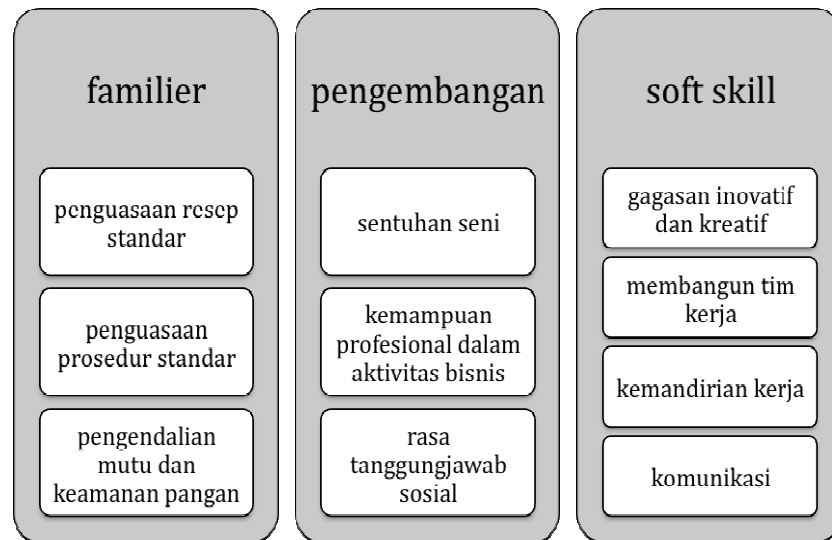 familier
penguasaan resep
standar
penguasaan
prosedur standar
pengendalian
mutu dan
keamanan pangan
pengembangan
sentuhan seni
kemampuan
profesional dalam
aktivitas bisnis
rasa
tanggungjawab
sosial
soft skill
gagasan inovatif
dan kreatif
membangun tim
kerja
kemandirian kerja
komunikasi